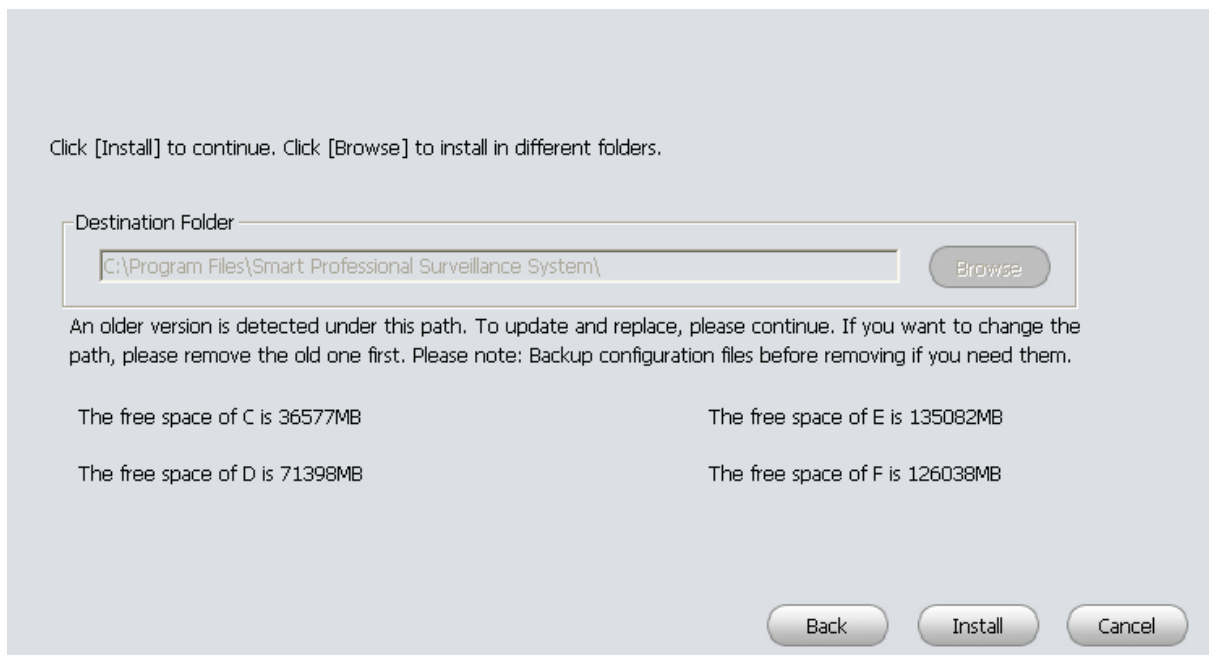 Click [Install] to continue. Click [Browse] to install in different folders.
Destination Folder
C:\Program Files\Smart Professional Surveillance System\
Browse
An older version is detected under this path. To update and replace, please continue. If you want to change the
path, please remove the old one first. Please note: Backup configuration files before removing if you need them.
The free space of C is 36577MB
The free space of E is 135082MB
The free space of D is 71398MB
The free space of F is 126038MB
Back
Install
Cancel